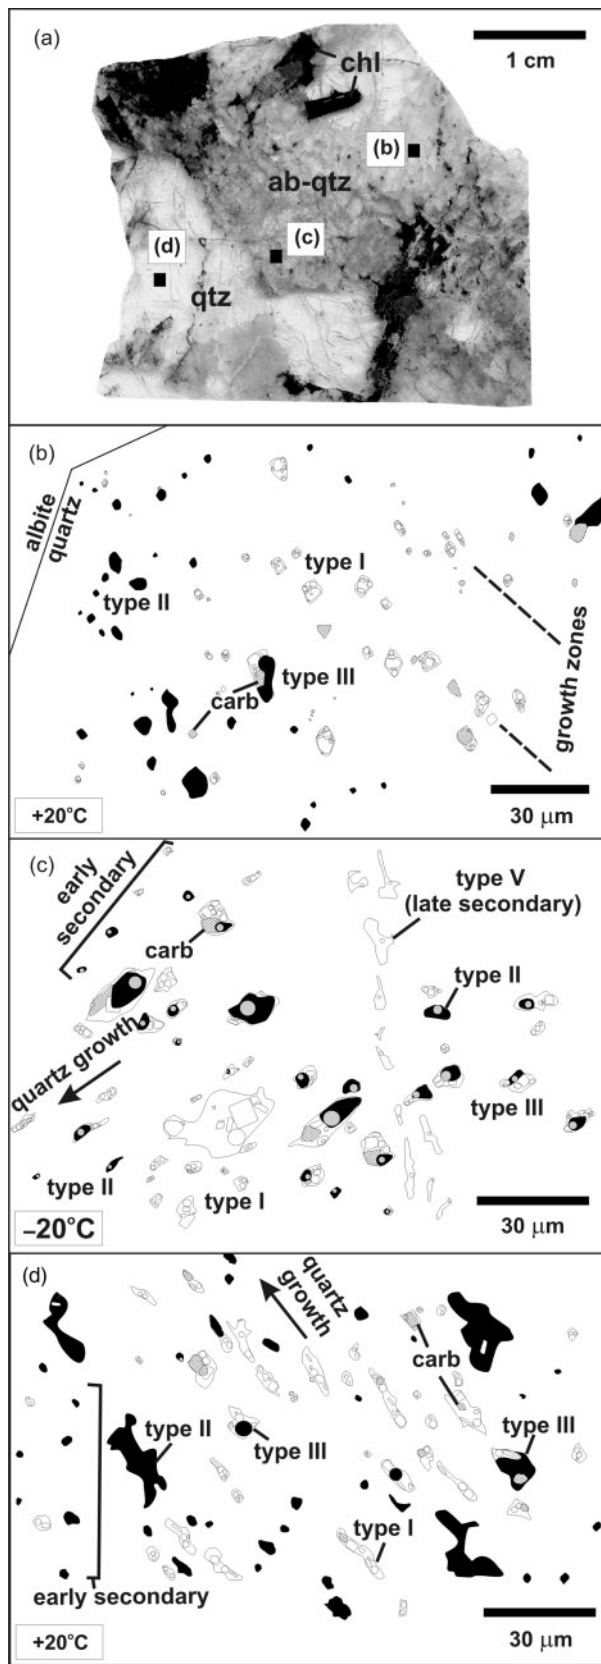 (a)
chl
1 cm
(b)
ab-qtz
(d)
(c)
qtz
(b)
albite
quartz
type I
type II
type III
carb
growth zones
+20°C
30 µm
(c)
early
secondary
type V
(late secondary)
carb
type II
quartz growth
type III
type II
type I
–20°C
30 µm
(d)
quartz
growth
carb
type II
type III
type III
type I
early secondary
+20°C
30 µm